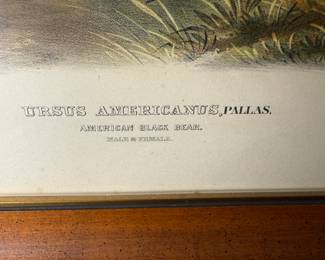 URSUS AMERICANUS, PALLAS.
AMERICAN BLACK BEAR.
MALE & FEMALE.